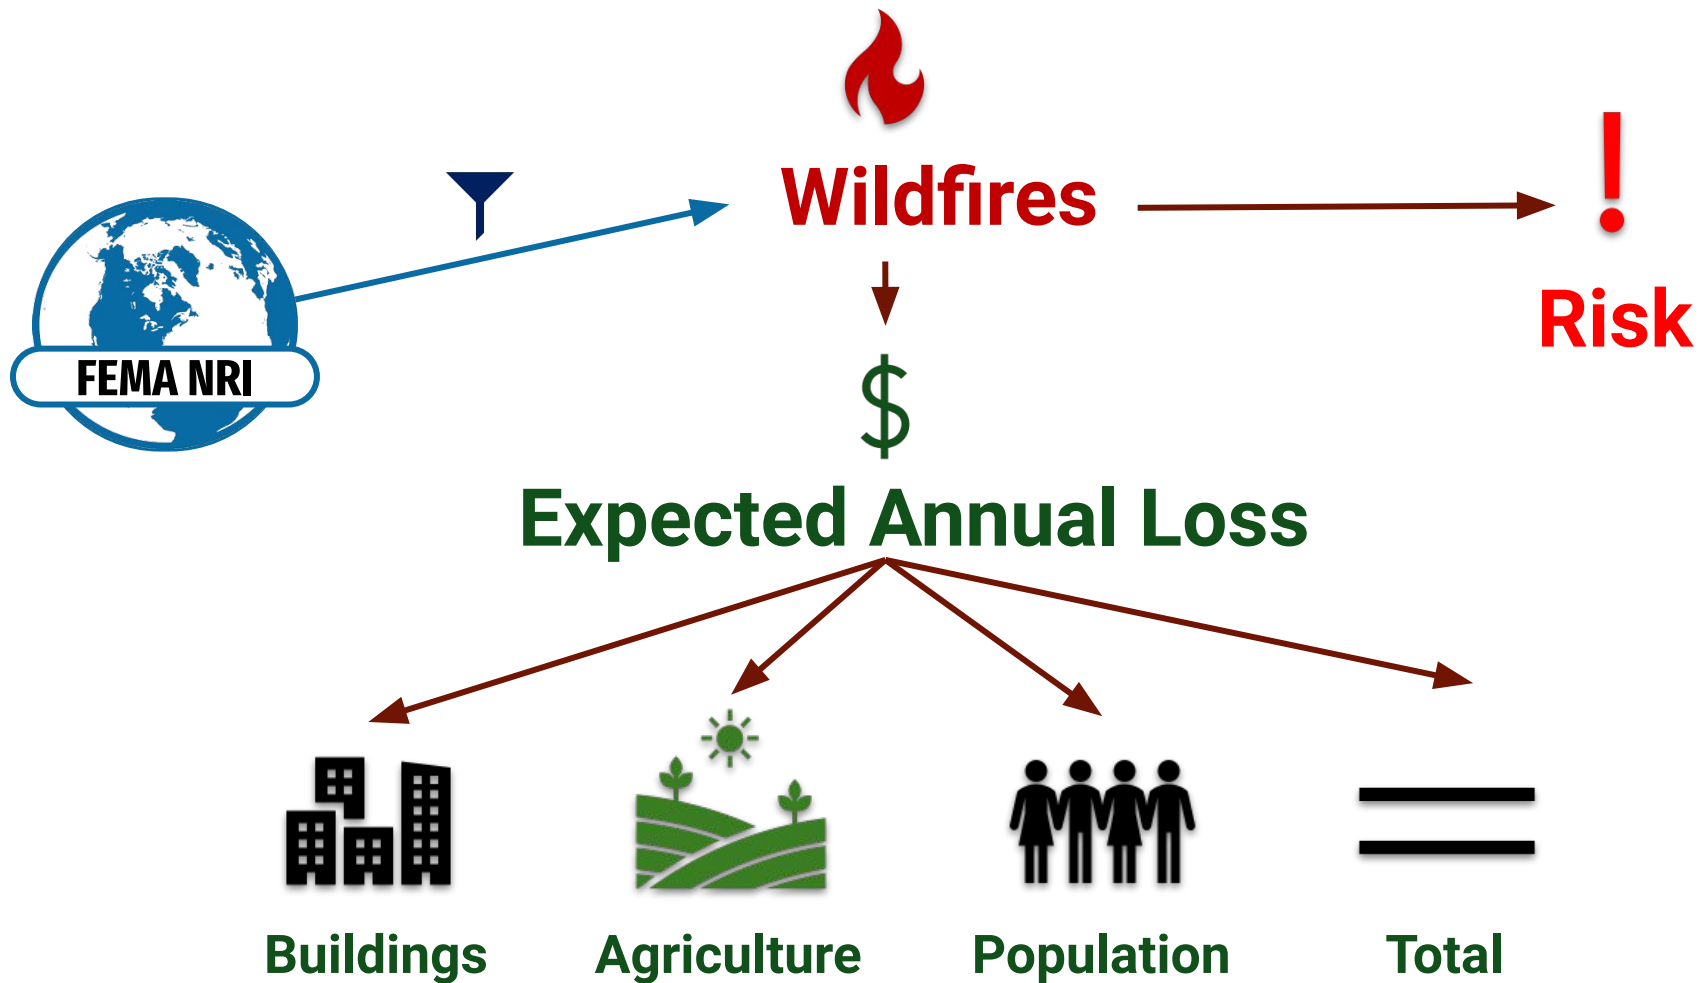 Wildfires
Risk
FEMA NRI
$
Expected Annual Loss
Buildings
Agriculture
Population
Total